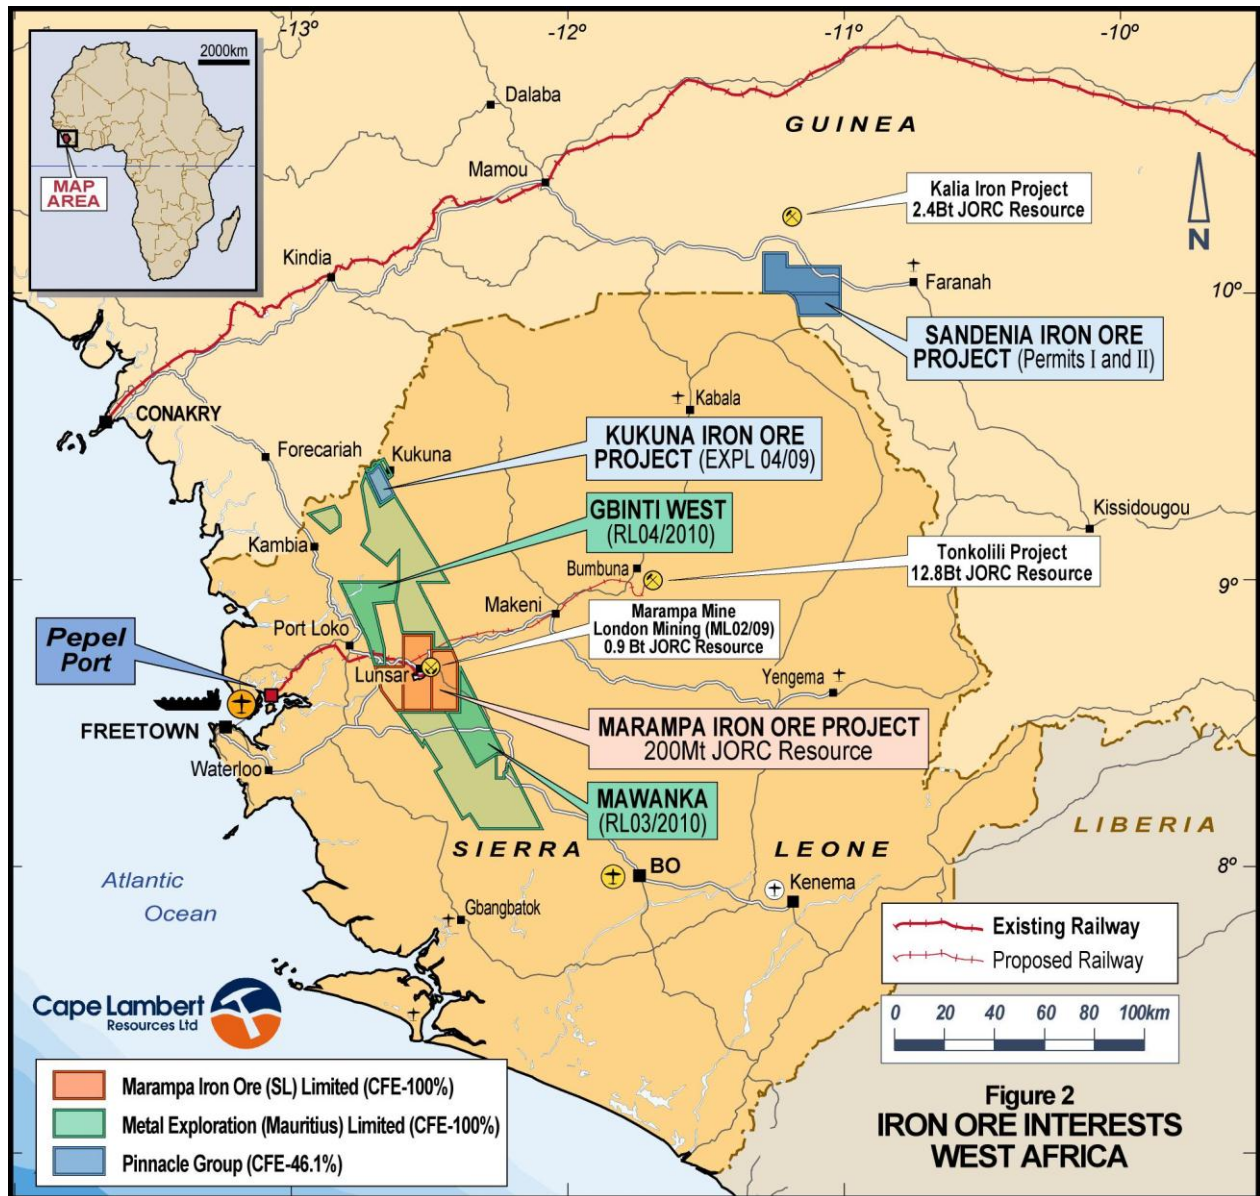 -13º
-12º
-11º
-10º
2000km
MAP
AREA
Dalaba
GUINEA
Mamou
Kalia Iron Project
2.4Bt JORC Resource
N
Kindia
Faranah
10º
SANDENIA IRON ORE
PROJECT (Permits I and II)
Kabala
CONAKRY
KUKUNA IRON ORE
PROJECT (EXPL 04/09)
Forecariah
Kukuna
GBINTI WEST
(RL04/2010)
Kissidougou
Kambia
Tonkolili Project
12.8Bt JORC Resource
Bumbuna
9º
Makeni
Marampa Mine
London Mining (ML02/09)
0.9 Bt JORC Resource
Pepel
Port
Port Loko
Lunsar
Yengema
FREETOWN
MARAMPA IRON ORE PROJECT
200Mt JORC Resource
Waterloo
MAWANKA
(RL03/2010)
LIBERIA
SIERRA
LEONE
BO
8º
Kenema
Atlantic
Ocean
Gbangbatok
Existing Railway
Proposed Railway
Cape Lambert
Resources Ltd
0 20 40 60 80 100km
Marampa Iron Ore (SL) Limited (CFE-100%)
Metal Exploration (Mauritius) Limited (CFE-100%)
Pinnacle Group (CFE-46.1%)
Figure 2
IRON ORE INTERESTS
WEST AFRICA